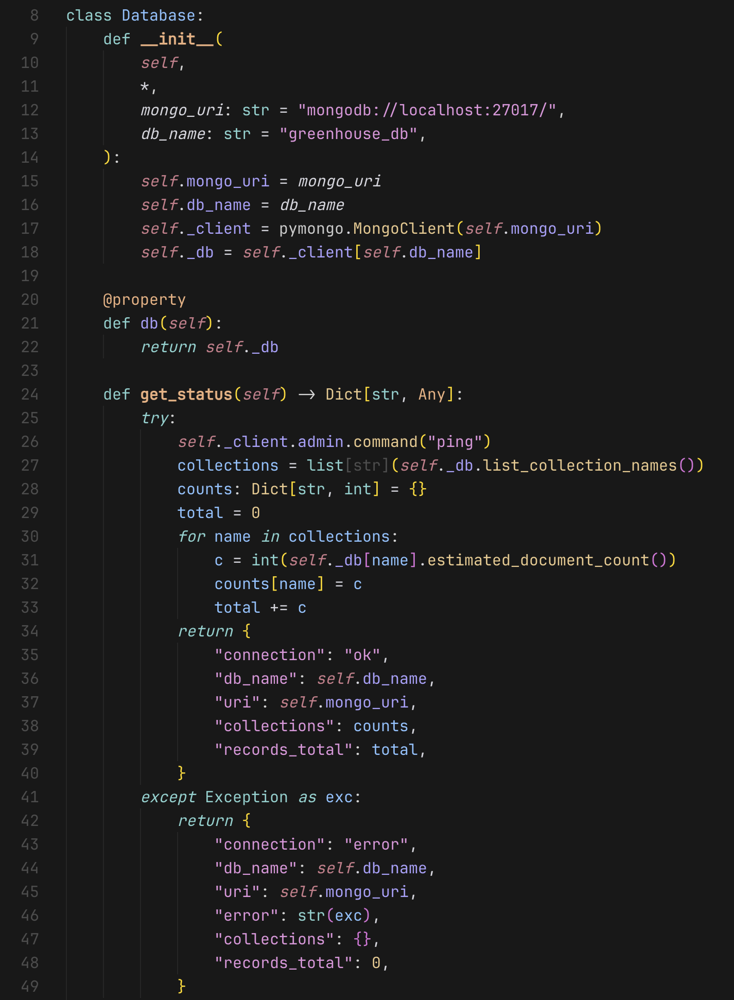 8 class Database:
9     def __init__(
10         self,
11         *,
12         mongo_uri: str = "mongodb://localhost:27017/",
13         db_name: str = "greenhouse_db",
14     ):
15         self.mongo_uri = mongo_uri
16         self.db_name = db_name
17         self._client = pymongo.MongoClient(self.mongo_uri)
18         self._db = self._client[self.db_name]
19
20     @property
21     def db(self):
22         return self._db
23
24     def get_status(self) -> Dict[str, Any]:
25         try:
26             self._client.admin.command("ping")
27             collections = list[str](self._db.list_collection_names())
28             counts: Dict[str, int] = {}
29             total = 0
30             for name in collections:
31                 c = int(self._db[name].estimated_document_count())
32                 counts[name] = c
33                 total += c
34             return {
35                 "connection": "ok",
36                 "db_name": self.db_name,
37                 "uri": self.mongo_uri,
38                 "collections": counts,
39                 "records_total": total,
40             }
41         except Exception as exc:
42             return {
43                 "connection": "error",
44                 "db_name": self.db_name,
45                 "uri": self.mongo_uri,
46                 "error": str(exc),
47                 "collections": {},
48                 "records_total": 0,
49             }